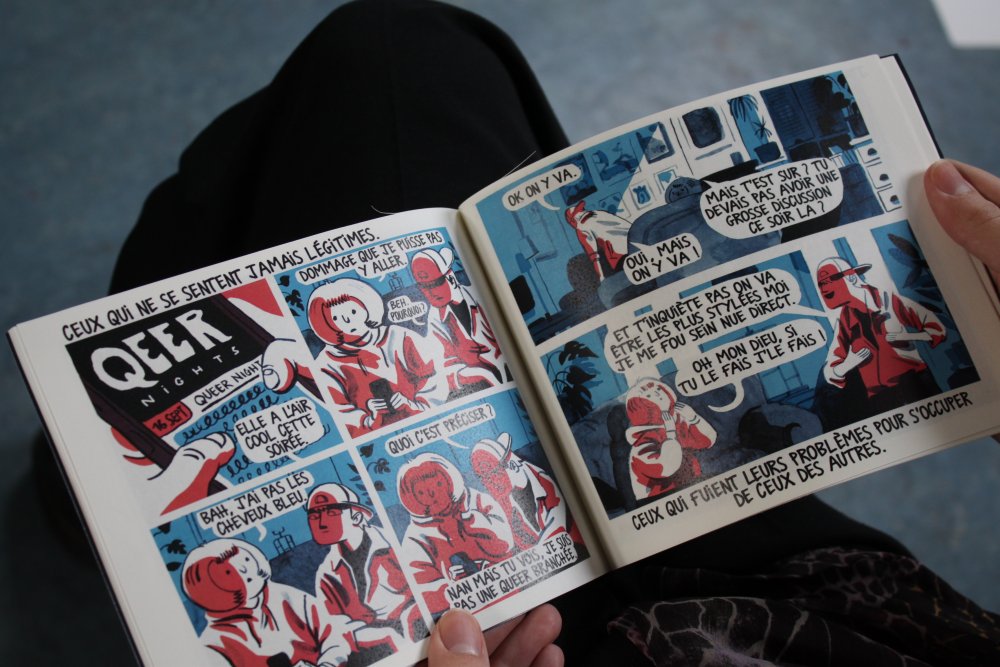 CEUX QUI NE SE SENTENT JAMAIS LÉGITIMES.
QEER
NIGHTS
16 SEPT
QUEER NIGHT
ELLE A L'AIR
COOL CETTE
SOIRÉE.
DOMMAGE QUE JE PUISSE PAS
Y ALLER.
BEH,
POURQUOI?
BAH, J'AI PAS LES
CHEVEUX BLEU.
QUOI C'EST PRÉCISER ?
NAN MAIS TU VOIS, JE SUIS
PAS UNE QUEER BRANCHÉE.
OK ON Y VA.
MAIS T'EST SUR ? TU
DEVAIS PAS AVOIR UNE
GROSSE DISCUSSION
CE SOIR LA ?
OUI, MAIS
ON Y VA !
ET T'INQUIÈTE PAS ON VA
ETRE LES PLUS STYLÉES MOI
JE ME FOU SEIN NUE DIRECT.
OH MON DIEU, SI
TU LE FAIS J'LE FAIS !
CEUX QUI FUIENT LEURS PROBLÈMES POUR S'OCCUPER
DE CEUX DES AUTRES.